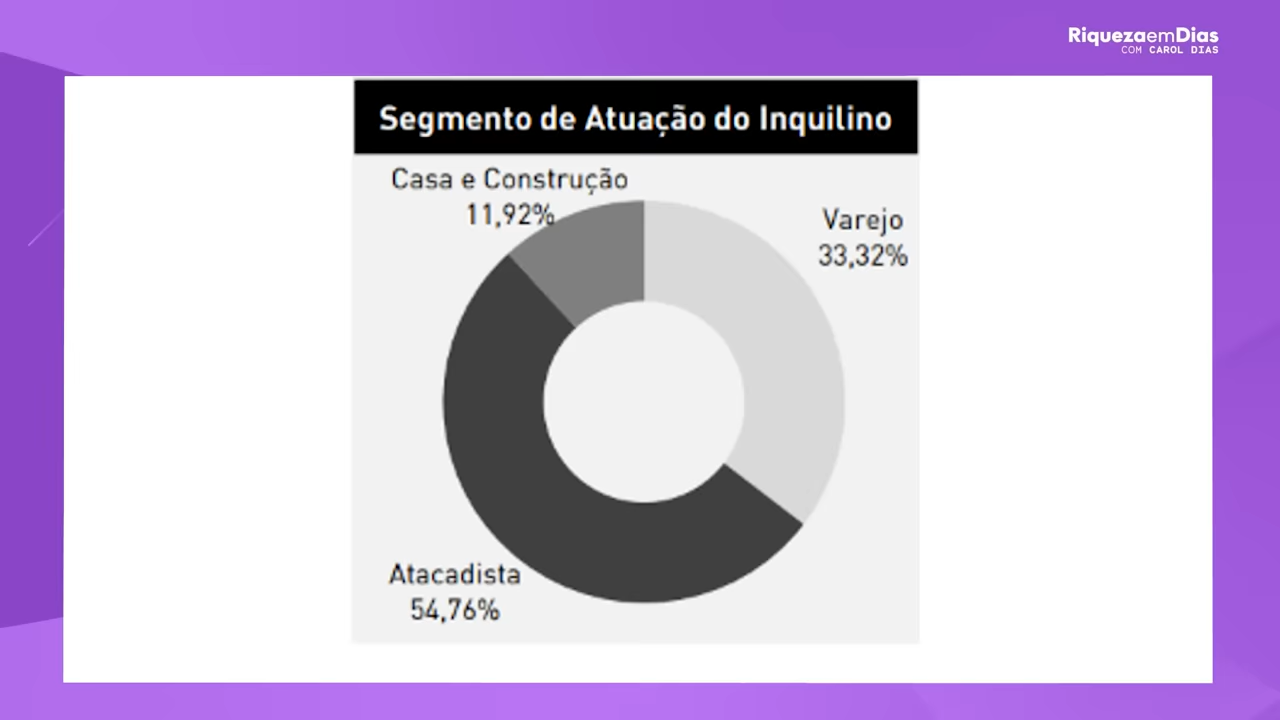 RiquezaemDias
COM CAROL DIAS
Segmento de Atuação do Inquilino
Casa e Construção
11,92%
Varejo
33,32%
Atacadista
54,76%